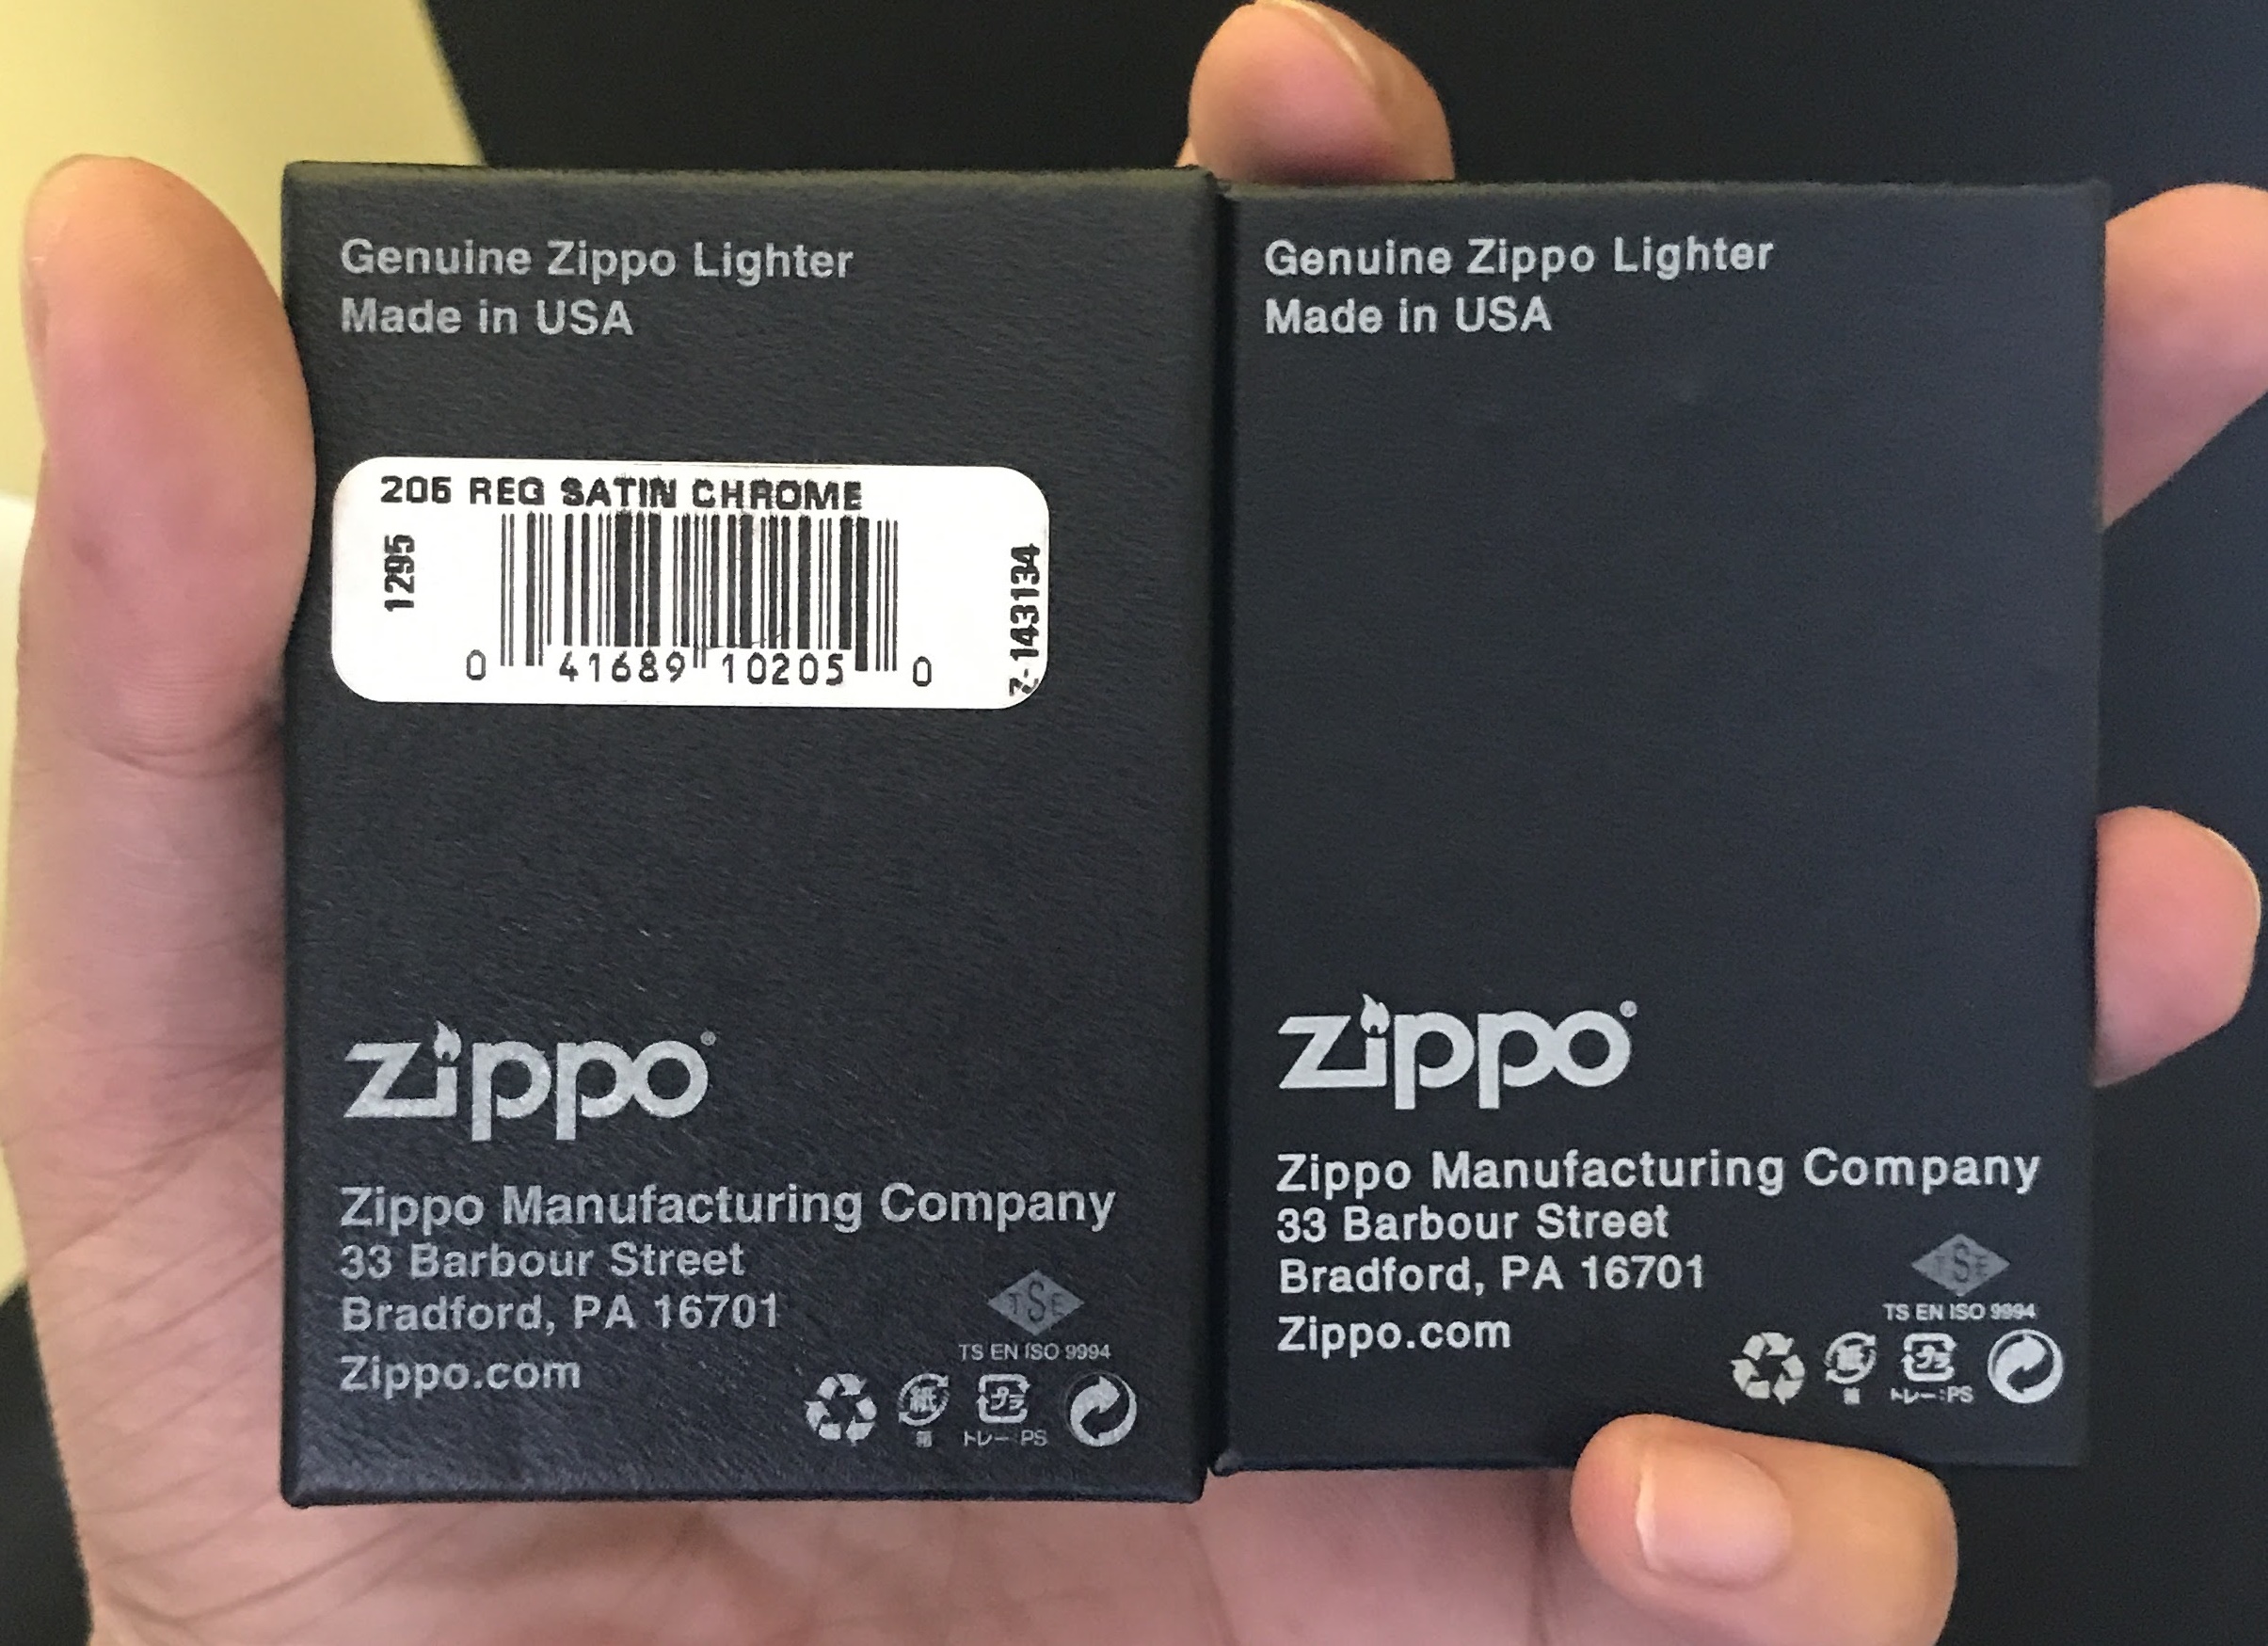 Genuine Zippo Lighter
Made in USA
205 REG SATIN CHROME
1295
0 41689 10205 0
Z-143134
zippo®
Zippo Manufacturing Company
33 Barbour Street
Bradford, PA 16701
Zippo.com
TSE
TS EN ISO 9994
紙 プラ
箱 トレー:PS
Genuine Zippo Lighter
Made in USA
zippo®
Zippo Manufacturing Company
33 Barbour Street
Bradford, PA 16701
Zippo.com
TSE
TS EN ISO 9994
紙 プラ
箱 トレー:PS